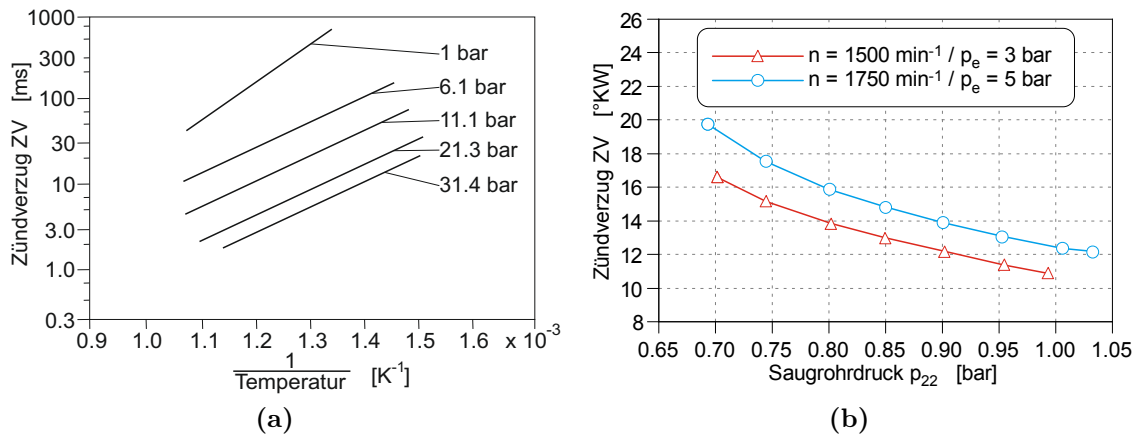 1000
300
100
30
10
3.0
1.0
0.3
Zündverzug ZV [ms]
1 bar
6.1 bar
11.1 bar
21.3 bar
31.4 bar
0.9 1.0 1.1 1.2 1.3 1.4 1.5 1.6 x 10⁻³
1
Temperatur [K⁻¹]
(a)
26
24
22
20
18
16
14
12
10
8
Zündverzug ZV [°KW]
n = 1500 min⁻¹ / pₑ = 3 bar
n = 1750 min⁻¹ / pₑ = 5 bar
0.65 0.70 0.75 0.80 0.85 0.90 0.95 1.00 1.05
Saugrohrdruck p₂₂ [bar]
(b)